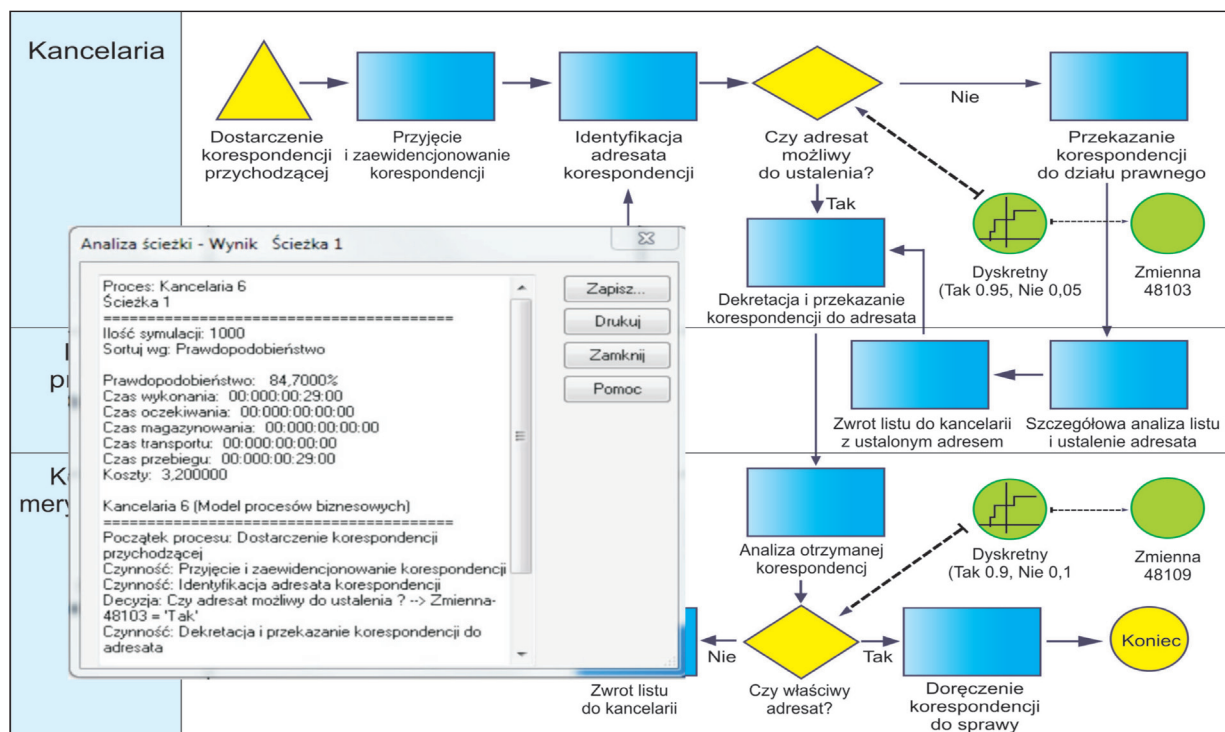 Kancelaria
Dostarczenie
korespondencji
przychodzącej
Przyjęcie
i zaewidencjonowanie
korespondencji
Identyfikacja
adresata
korespondencji
Czy adresat
możliwy
do ustalenia?
Nie
Przekazanie
korespondencji
do działu prawnego
Tak
Dekretacja i przekazanie
korespondencji do adresata
Dyskretny
(Tak 0.95, Nie 0,05
Zmienna
48103
Analiza ścieżki - Wynik Ścieżka 1
Proces: Kancelaria 6
Ścieżka 1
========================================
Ilość symulacji: 1000
Sortuj wg: Prawdopodobieństwo
Prawdopodobieństwo: 84,7000%
Czas wykonania: 00:000:00:29:00
Czas oczekiwania: 00:000:00:00:00
Czas magazynowania: 00:000:00:00:00
Czas transportu: 00:000:00:00:00
Czas przebiegu: 00:000:00:29:00
Koszty: 3,200000
Kancelaria 6 (Model procesów biznesowych)
========================================
Początek procesu: Dostarczenie korespondencji
przychodzącej
Czynność: Przyjęcie i zaewidencjonowanie korespondencji
Czynność: Identyfikacja adresata korespondencji
Decyzja: Czy adresat możliwy do ustalenia ? --> Zmienna-
48103 = 'Tak'
Czynność: Dekretacja i przekazanie korespondencji do
adresata
Zapisz...
Drukuj
Zamknij
Pomoc
Zwrot listu do kancelarii
z ustalonym adresem
Szczegółowa analiza listu
i ustalenie adresata
Analiza otrzymanej
korespondencj
Dyskretny
(Tak 0.9, Nie 0,1
Zmienna
48109
Nie
Tak
Koniec
Zwrot listu
do kancelarii
Czy właściwy
adresat?
Doręczenie
korespondencji
do sprawy